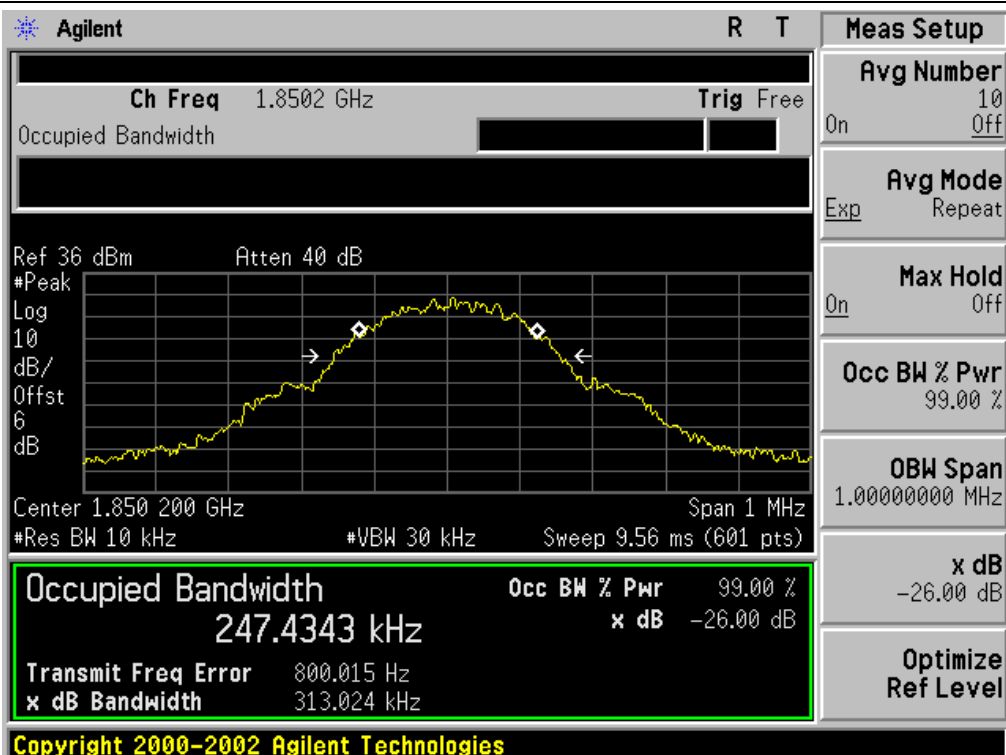 Agilent R T
Ch Freq 1.8502 GHz Trig Free
Occupied Bandwidth
Ref 36 dBm Atten 40 dB
#Peak
Log
10
dB/
Offst
6
dB
Center 1.850 200 GHz Span 1 MHz
#Res BW 10 kHz #VBW 30 kHz Sweep 9.56 ms (601 pts)
Occupied Bandwidth
247.4343 kHz
Occ BW % Pwr 99.00 %
x dB -26.00 dB
Transmit Freq Error 800.015 Hz
x dB Bandwidth 313.024 kHz
Copyright 2000-2002 Agilent Technologies
Meas Setup
Avg Number
10
On Off
Avg Mode
Exp Repeat
Max Hold
On Off
Occ BW % Pwr
99.00 %
OBW Span
1.00000000 MHz
x dB
-26.00 dB
Optimize
Ref Level